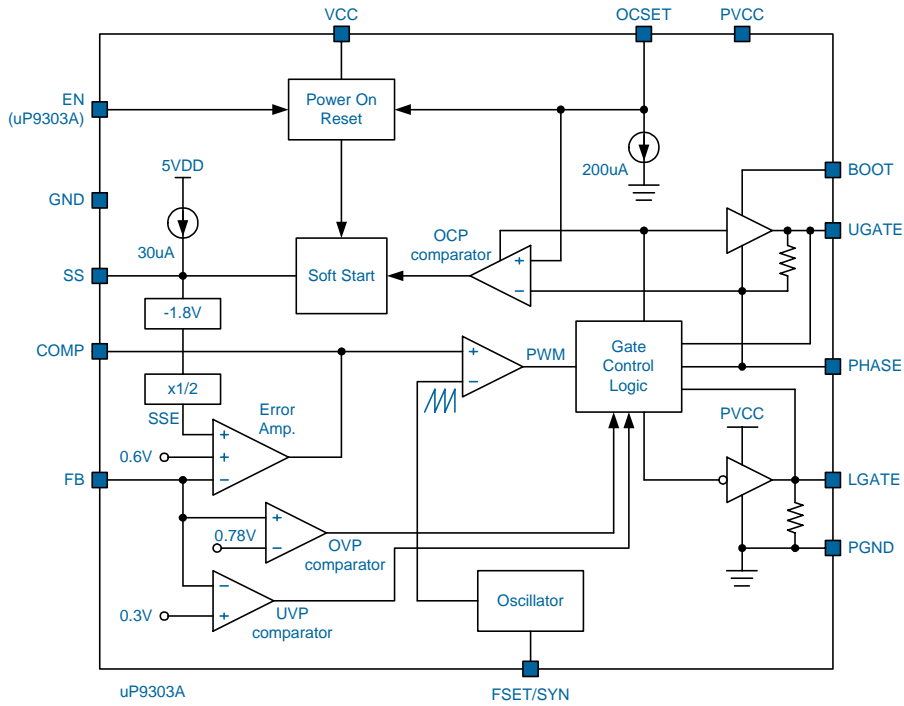 VCC
OCSET
PVCC
EN
(uP9303A)
Power On
Reset
5VDD
200uA
BOOT
GND
30uA
OCP
comparator
+
−
UGATE
SS
Soft Start
-1.8V
COMP
+
−
PWM
Gate
Control
Logic
PHASE
x1/2
SSE
Error
Amp.
PVCC
+
+
−
0.6V
FB
LGATE
+
−
0.78V
OVP
comparator
PGND
−
+
0.3V
UVP
comparator
Oscillator
uP9303A
FSET/SYN